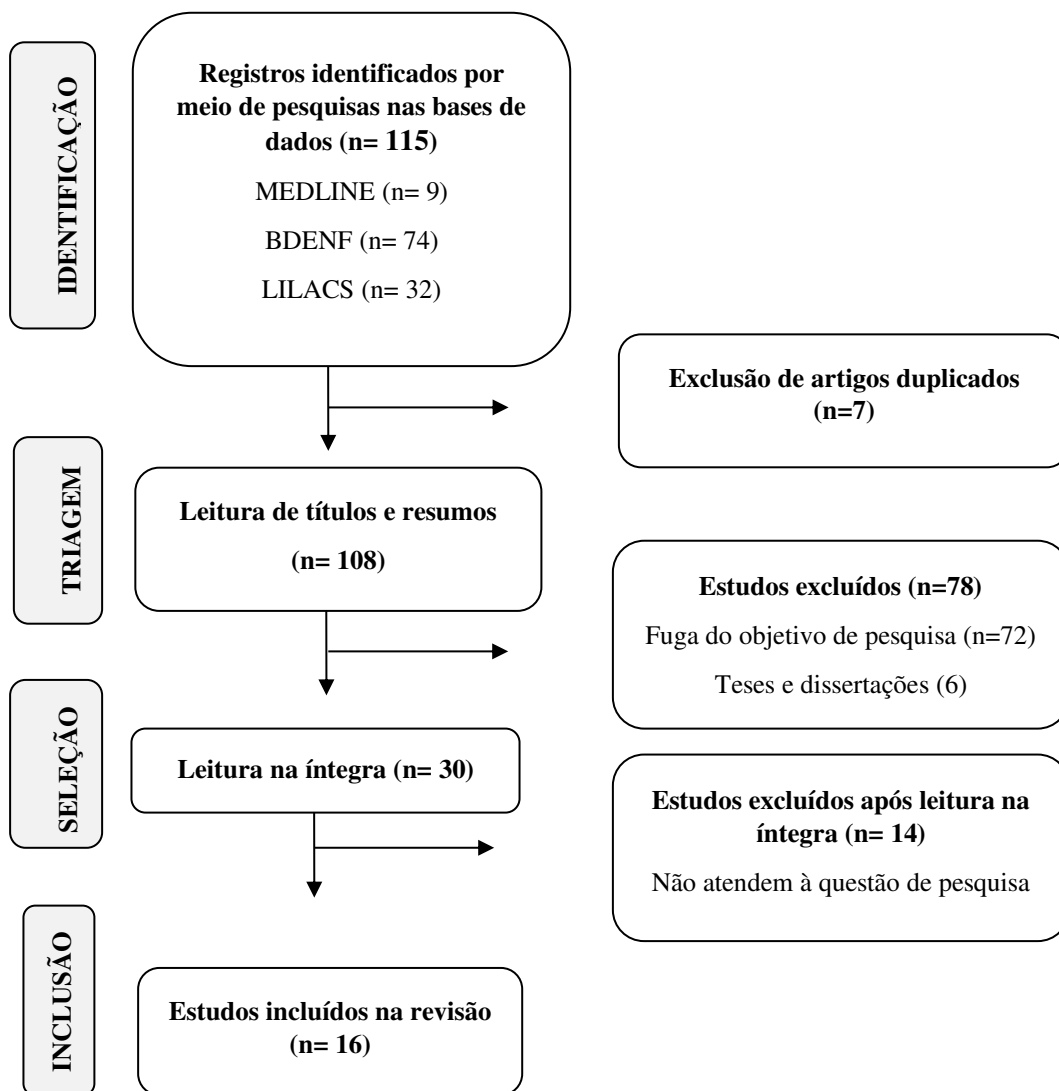 IDENTIFICAÇÃO
Registros identificados por
meio de pesquisas nas bases de
dados (n= 115)
MEDLINE (n= 9)
BDENF (n= 74)
LILACS (n= 32)
Exclusão de artigos duplicados
(n=7)
TRIAGEM
Leitura de títulos e resumos
(n= 108)
Estudos excluídos (n=78)
Fuga do objetivo de pesquisa (n=72)
Teses e dissertações (6)
SELEÇÃO
Leitura na íntegra (n= 30)
Estudos excluídos após leitura na
íntegra (n= 14)
Não atendem à questão de pesquisa
INCLUSÃO
Estudos incluídos na revisão
(n= 16)